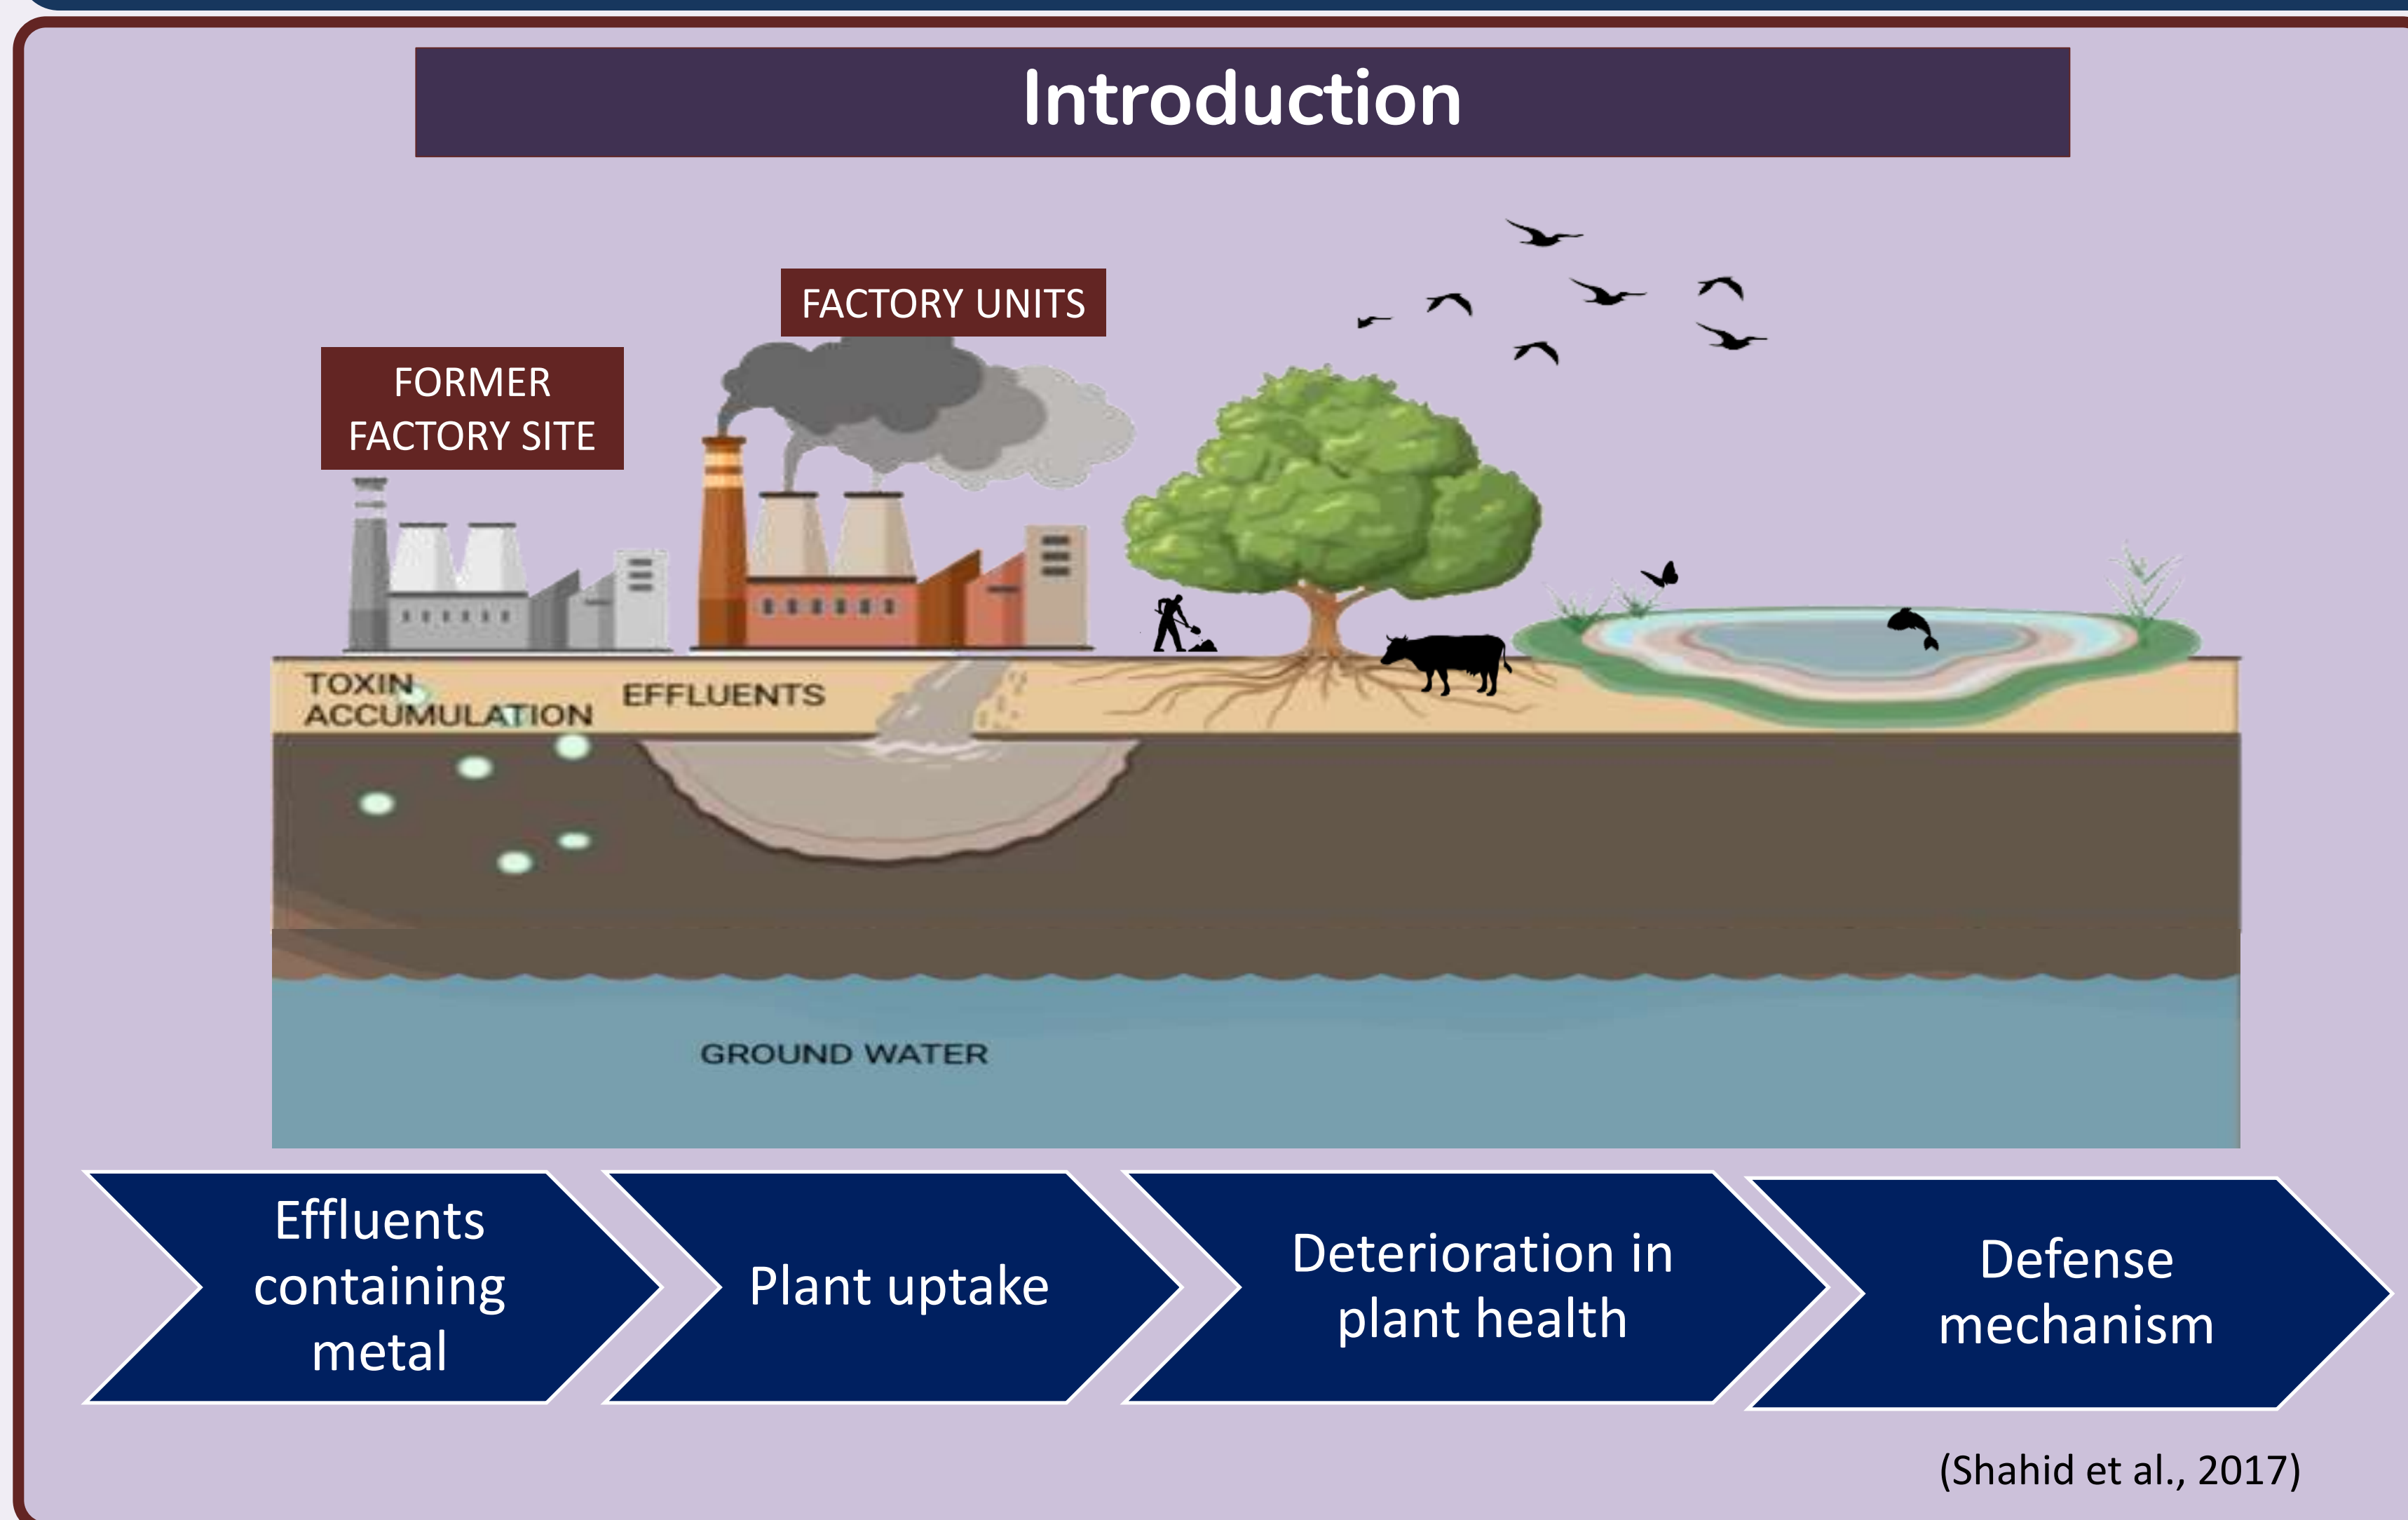 Introduction
FACTORY UNITS
FORMER
FACTORY SITE
TOXIN
ACCUMULATION
EFFLUENTS
GROUND WATER
Effluents
containing
metal
Plant uptake
Deterioration in
plant health
Defense
mechanism
(Shahid et al., 2017)